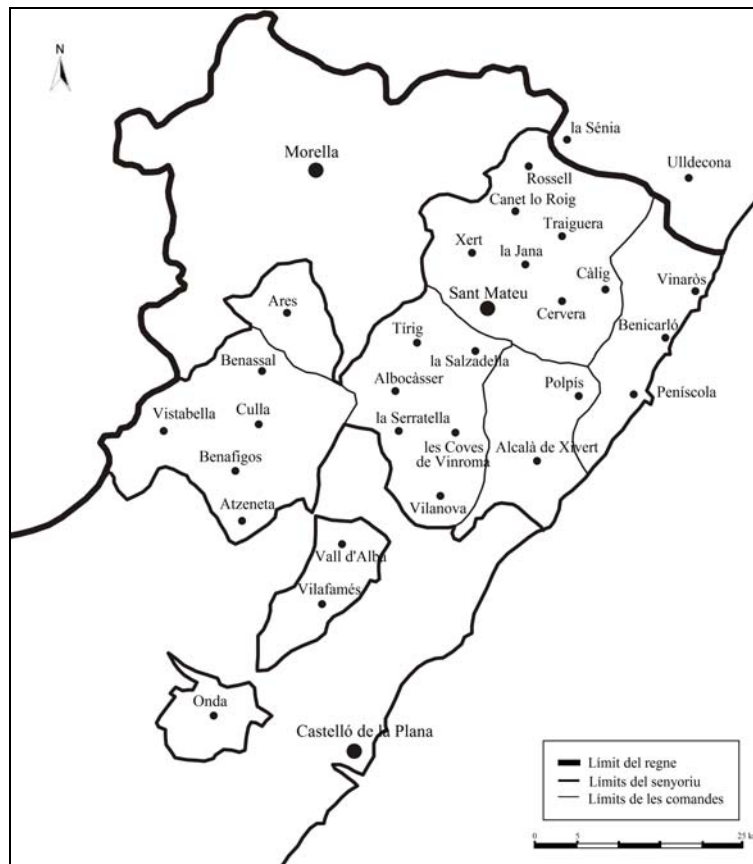 N
la Sénia
Morella
Ulldecona
Rossell
Canet lo Roig
Traiguera
Xert
la Jana
Càlig
Vinaròs
Ares
Sant Mateu
Cervera
Benicarló
Tírig
la Salzadella
Benassal
Albocàsser
Polpís
Peníscola
Vistabella
Culla
la Serratella
les Coves
de Vinroma
Alcalà de Xivert
Benafigos
Vilanova
Atzeneta
Vall d'Alba
Vilafamés
Onda
Castelló de la Plana
Límit del regne
Límits del senyoriu
Límits de les comandes
0 5 25 k